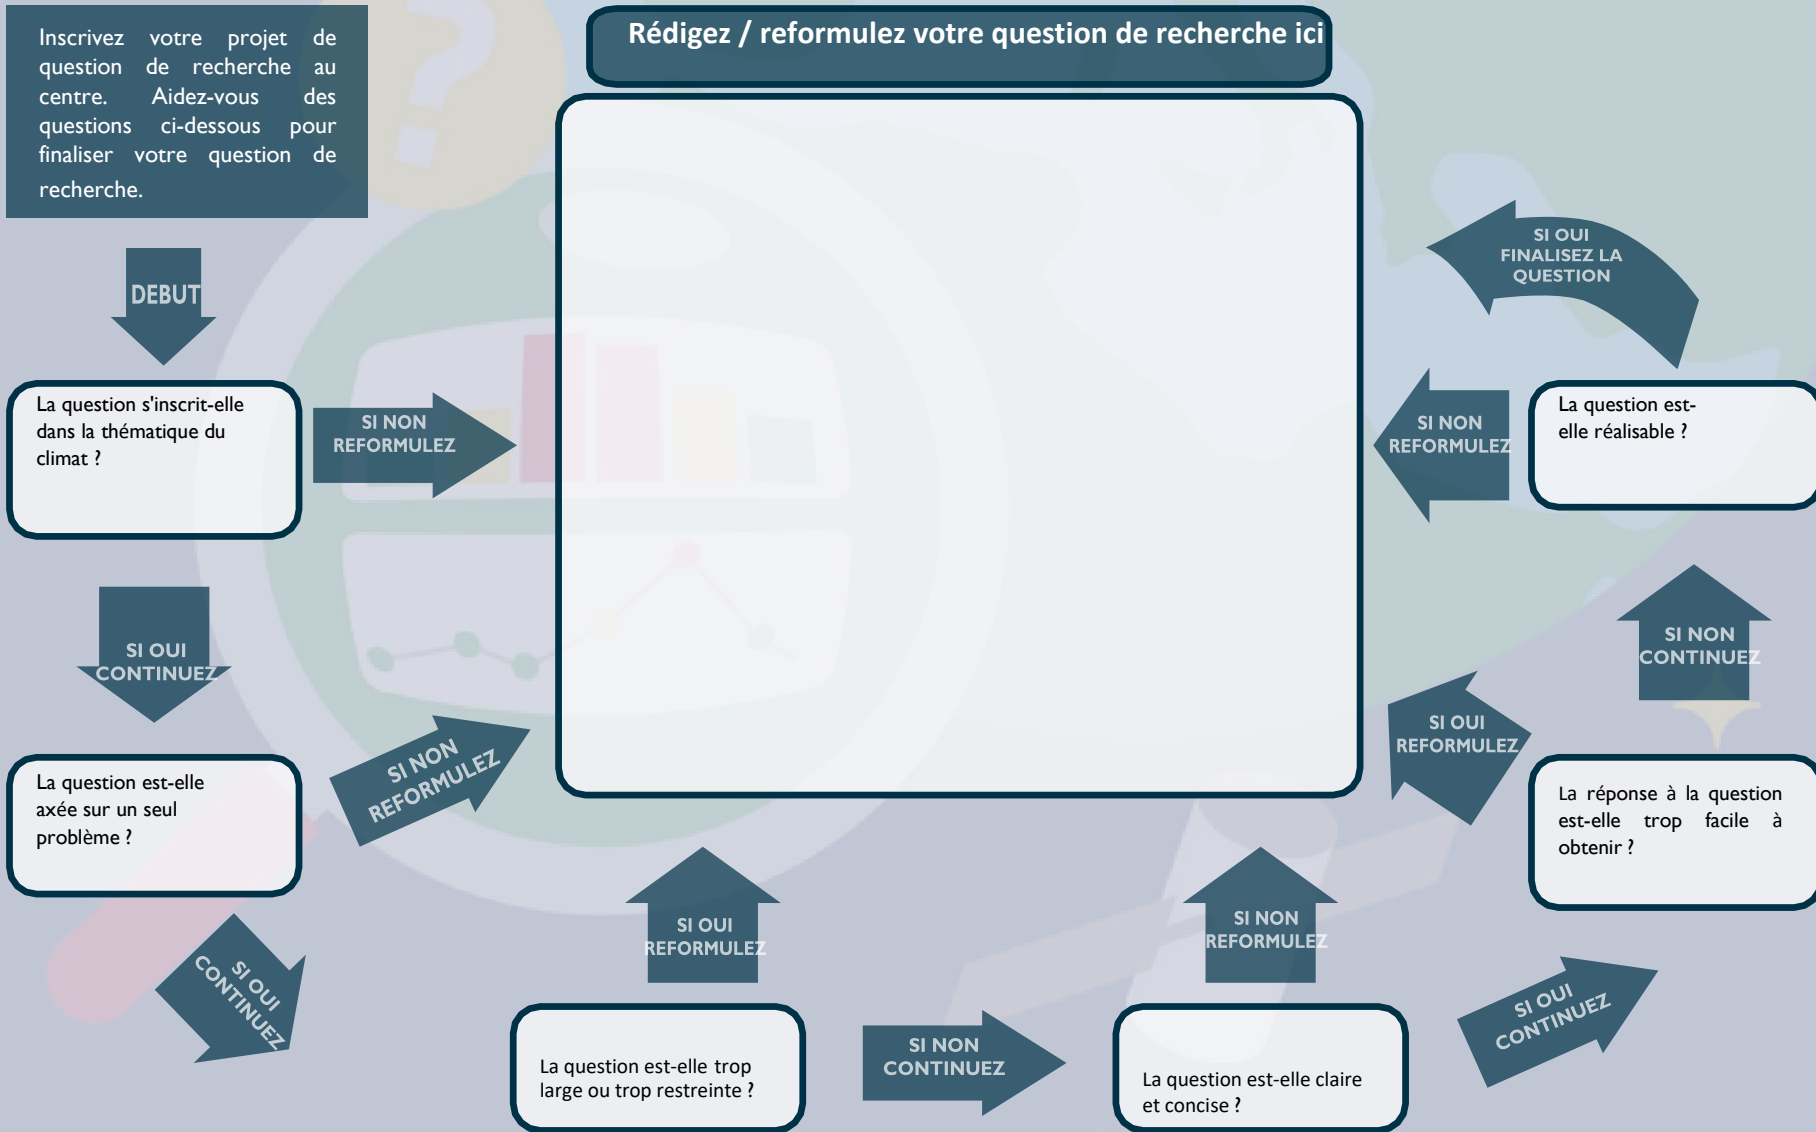 Inscrivez votre projet de
question de recherche au
centre. Aidez-vous des
questions ci-dessous pour
finaliser votre question de
recherche.
Rédigez / reformulez votre question de recherche ici
DEBUT
La question s'inscrit-elle
dans la thématique du
climat ?
SI NON
REFORMULEZ
SI OUI
CONTINUEZ
La question est-elle
axée sur un seul
problème ?
SI NON
REFORMULEZ
SI OUI
CONTINUEZ
La question est-elle trop
large ou trop restreinte ?
SI OUI
REFORMULEZ
SI NON
CONTINUEZ
La question est-elle claire
et concise ?
SI NON
REFORMULEZ
SI OUI
CONTINUEZ
La réponse à la question
est-elle trop facile à
obtenir ?
SI OUI
REFORMULEZ
SI NON
CONTINUEZ
La question est-
elle réalisable ?
SI NON
REFORMULEZ
SI OUI
FINALISEZ LA
QUESTION